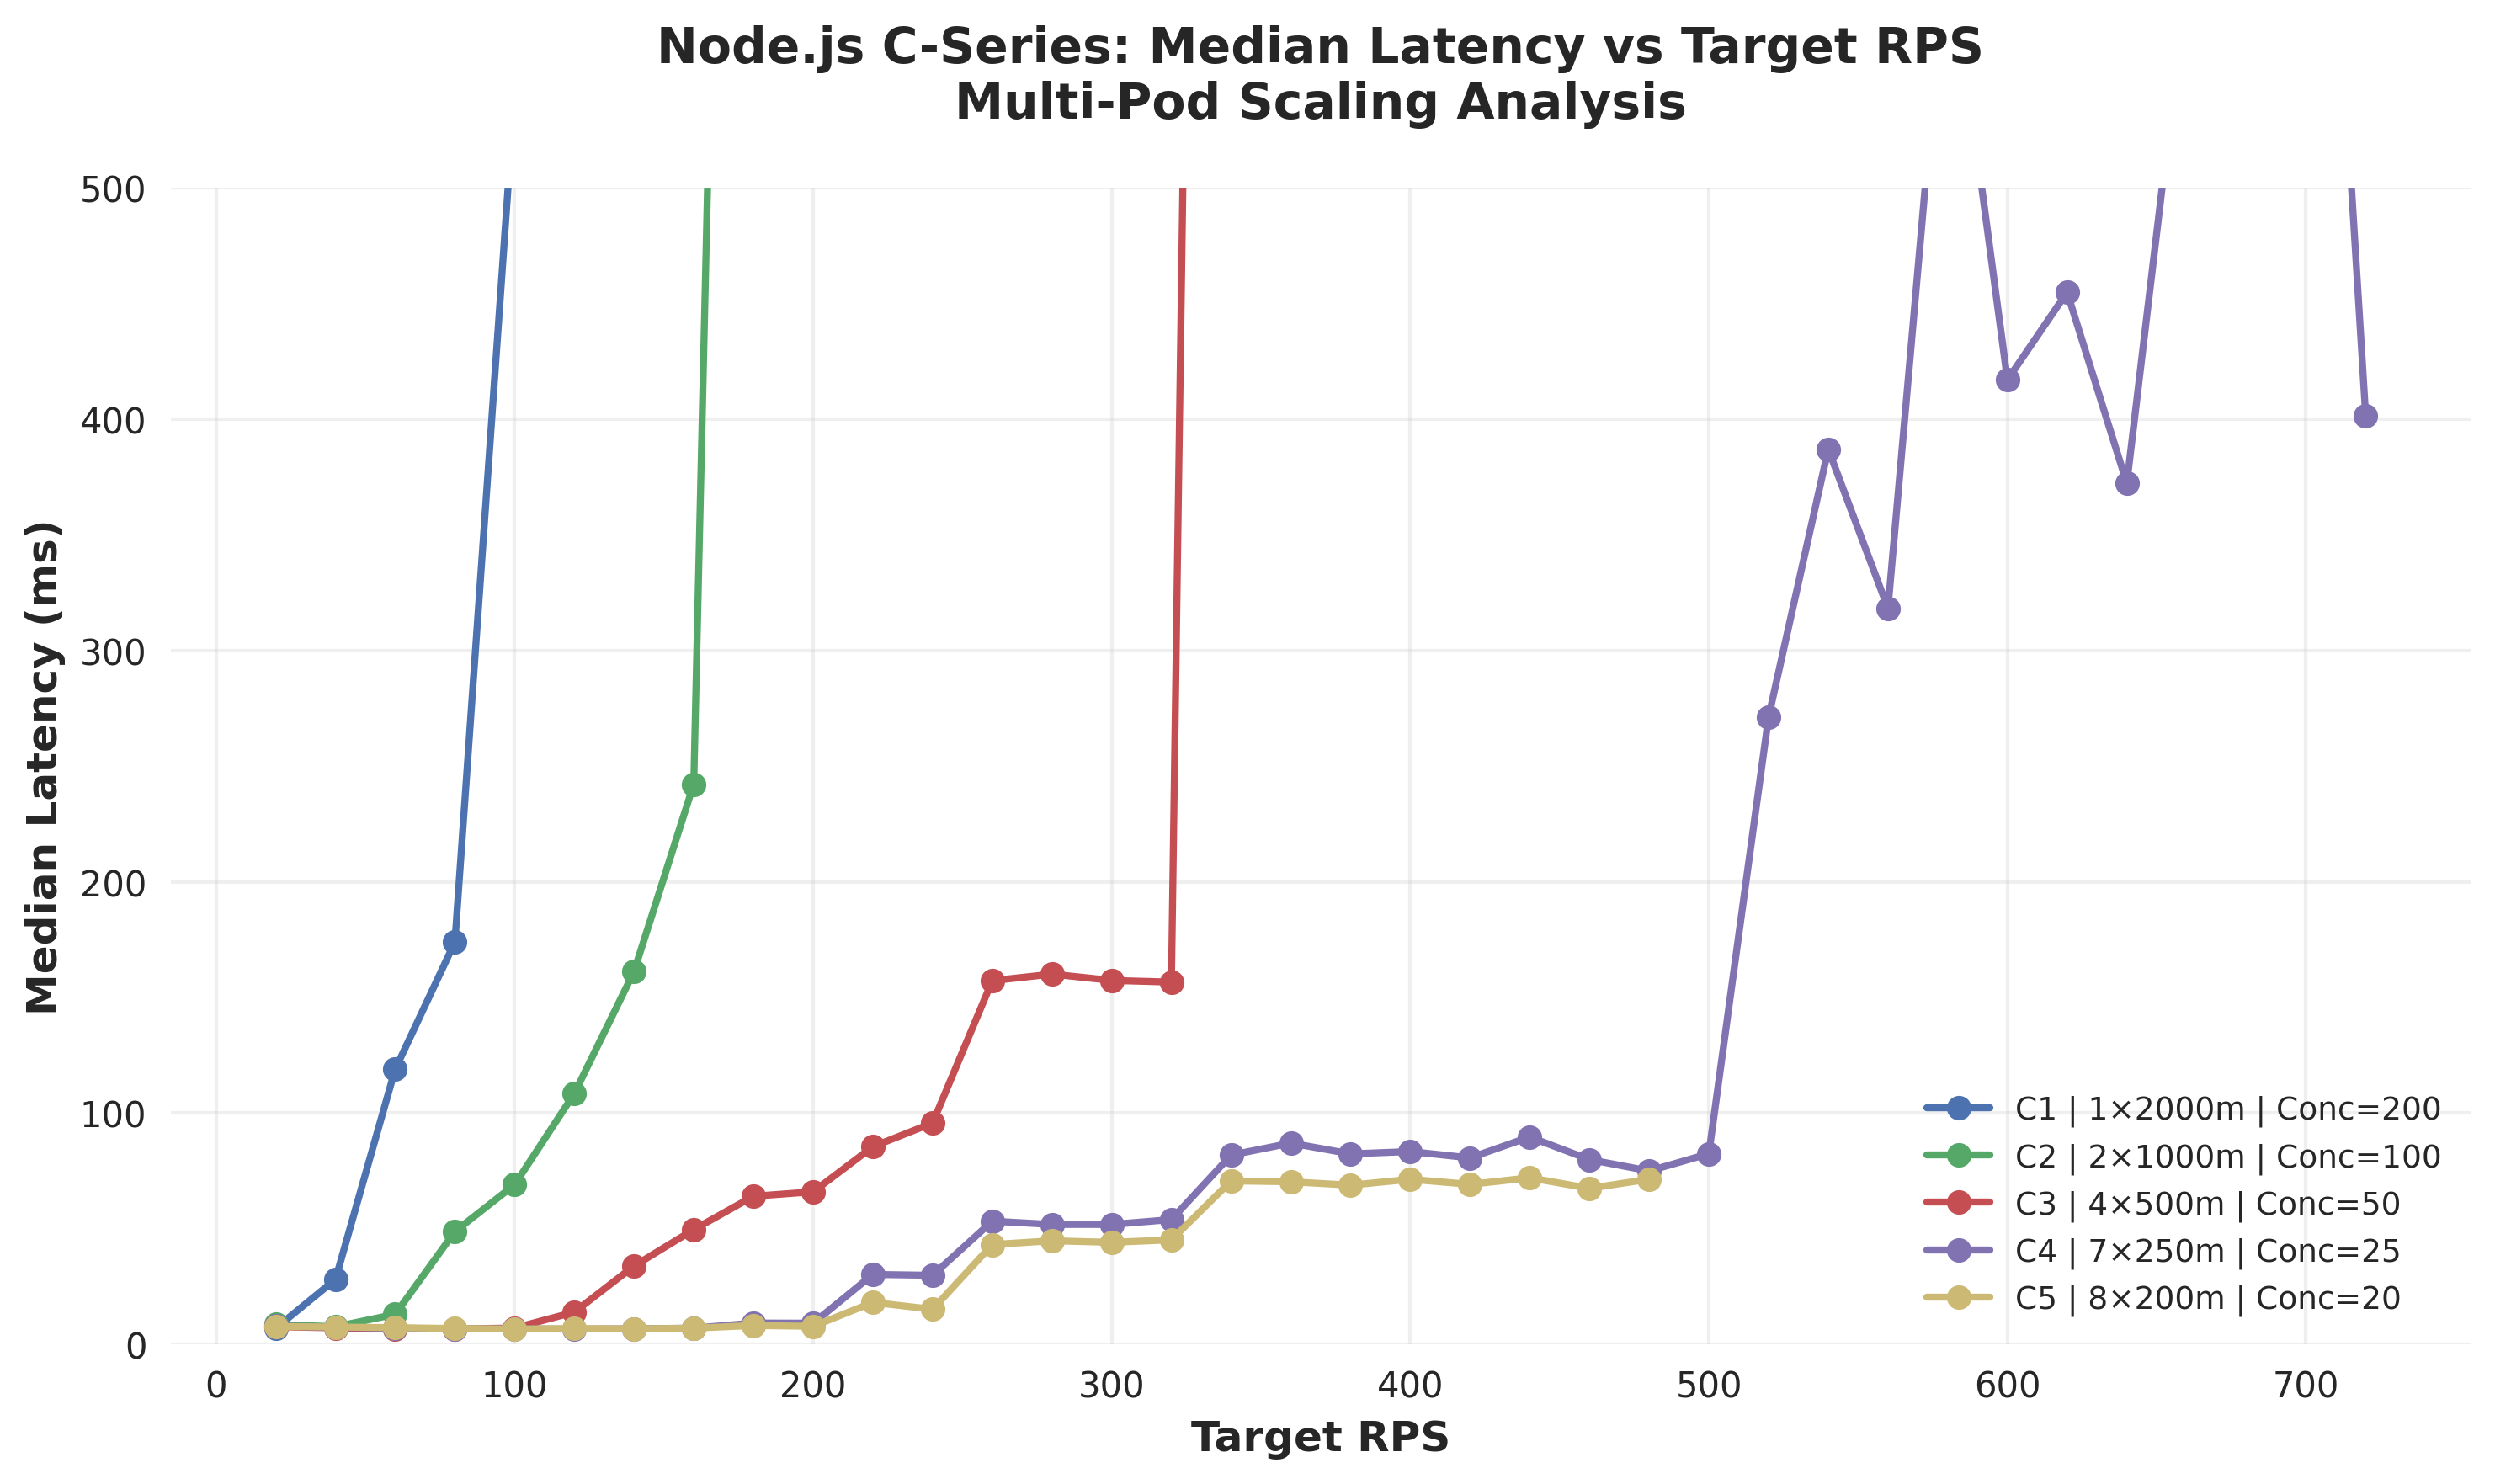 Node.js C-Series: Median Latency vs Target RPS
Multi-Pod Scaling Analysis
Median Latency (ms)
500
400
300
200
100
0
0 100 200 300 400 500 600 700
Target RPS
C1 | 1×2000m | Conc=200
C2 | 2×1000m | Conc=100
C3 | 4×500m | Conc=50
C4 | 7×250m | Conc=25
C5 | 8×200m | Conc=20